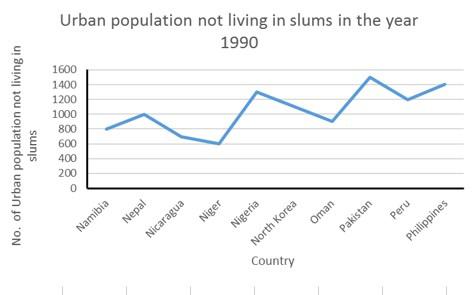 Urban population not living in slums in the year
1990
No. of Urban population not living in
slums
1600
1400
1200
1000
800
600
400
200
0
Namibia
Nepal
Nicaragua
Niger
Nigeria
North Korea
Oman
Pakistan
Peru
Philippines
Country